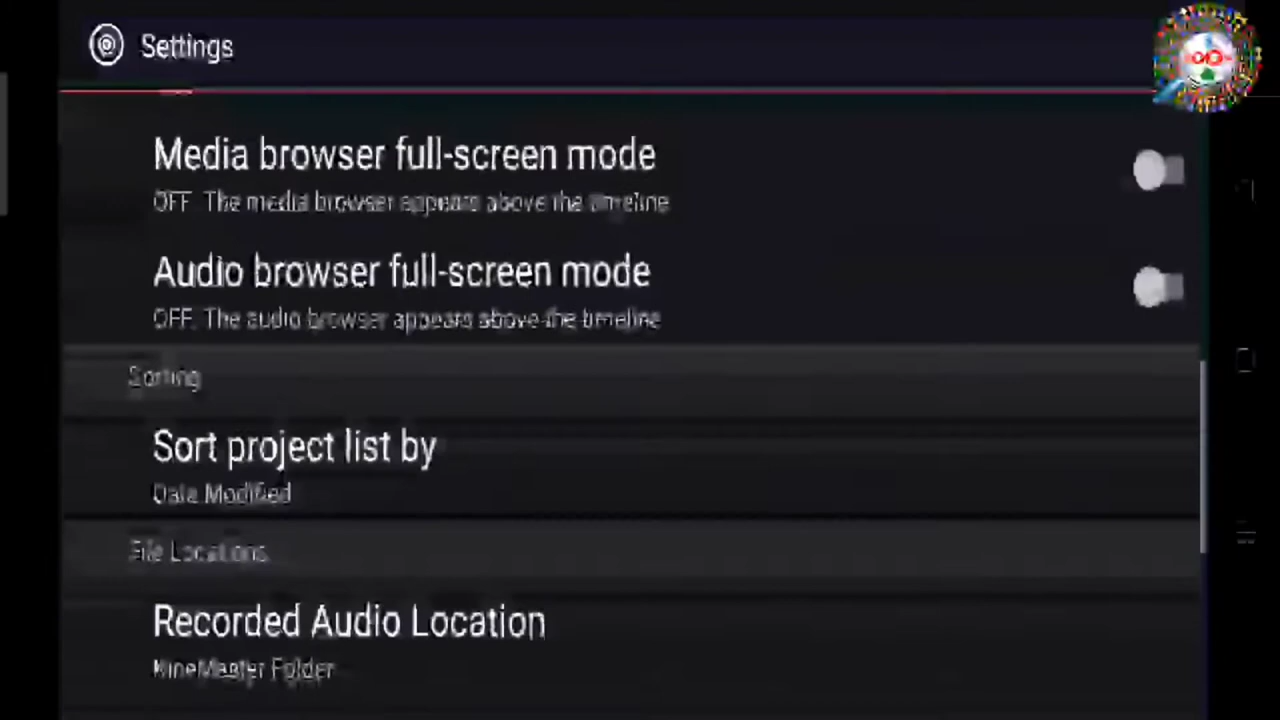 Settings
Media browser full-screen mode
OFF. The media browser appears above the timeline
Audio browser full-screen mode
OFF. The audio browser appears above the timeline
Sorting
Sort project list by
Date Modified
File Locations
Recorded Audio Location
KineMaster Folder